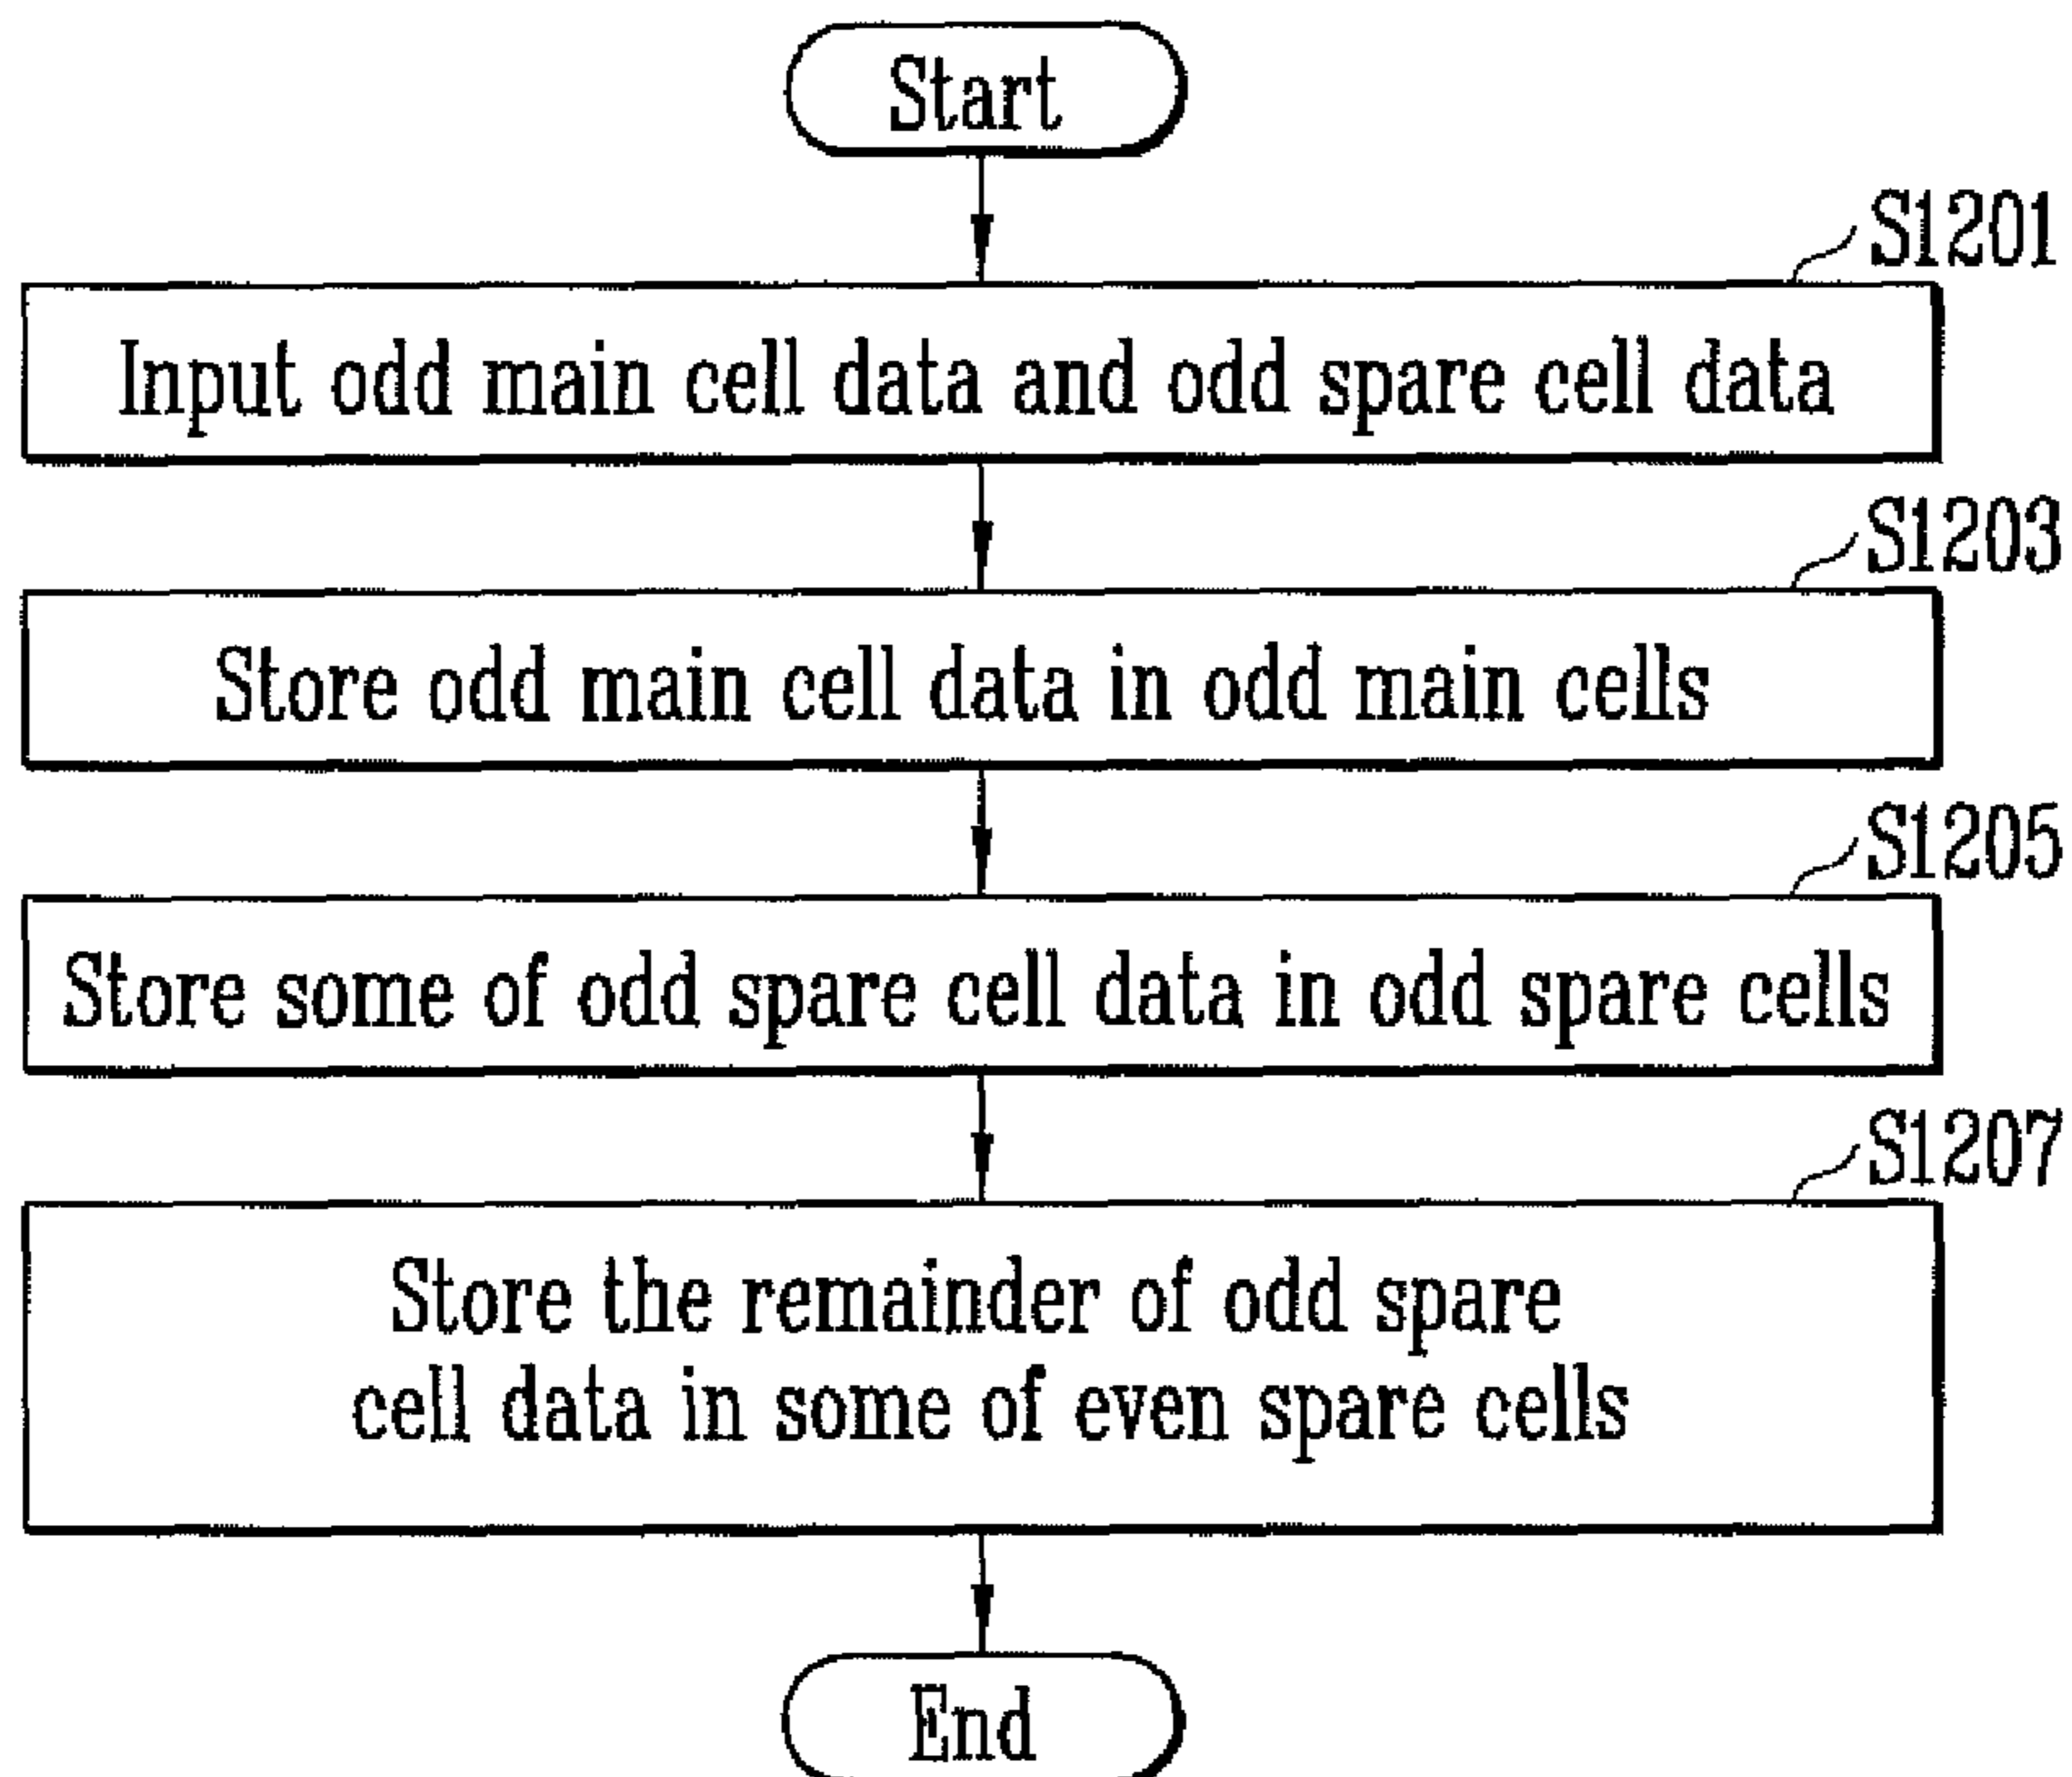 Start
S1201
Input odd main cell data and odd spare cell data
S1203
Store odd main cell data in odd main cells
S1205
Store some of odd spare cell data in odd spare cells
S1207
Store the remainder of odd spare
cell data in some of even spare cells
End